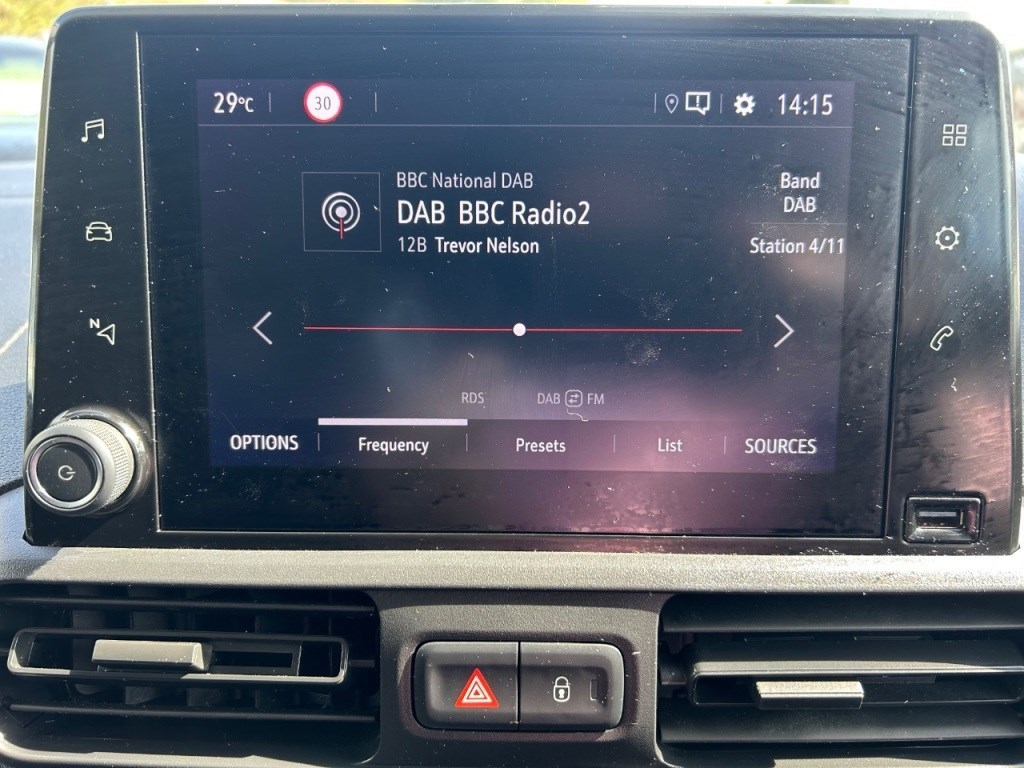 29°C
30
14:15
BBC National DAB
DAB BBC Radio2
12B Trevor Nelson
Band
DAB
Station 4/11
N
RDS
DAB FM
OPTIONS
Frequency
Presets
List
SOURCES